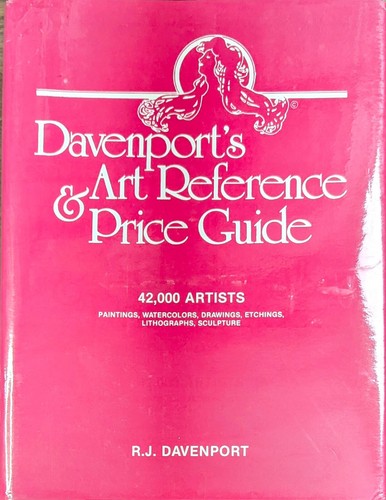 ©
Davenport's
Art Reference
& Price Guide
42,000 ARTISTS
PAINTINGS, WATERCOLORS, DRAWINGS, ETCHINGS,
LITHOGRAPHS, SCULPTURE
R.J. DAVENPORT